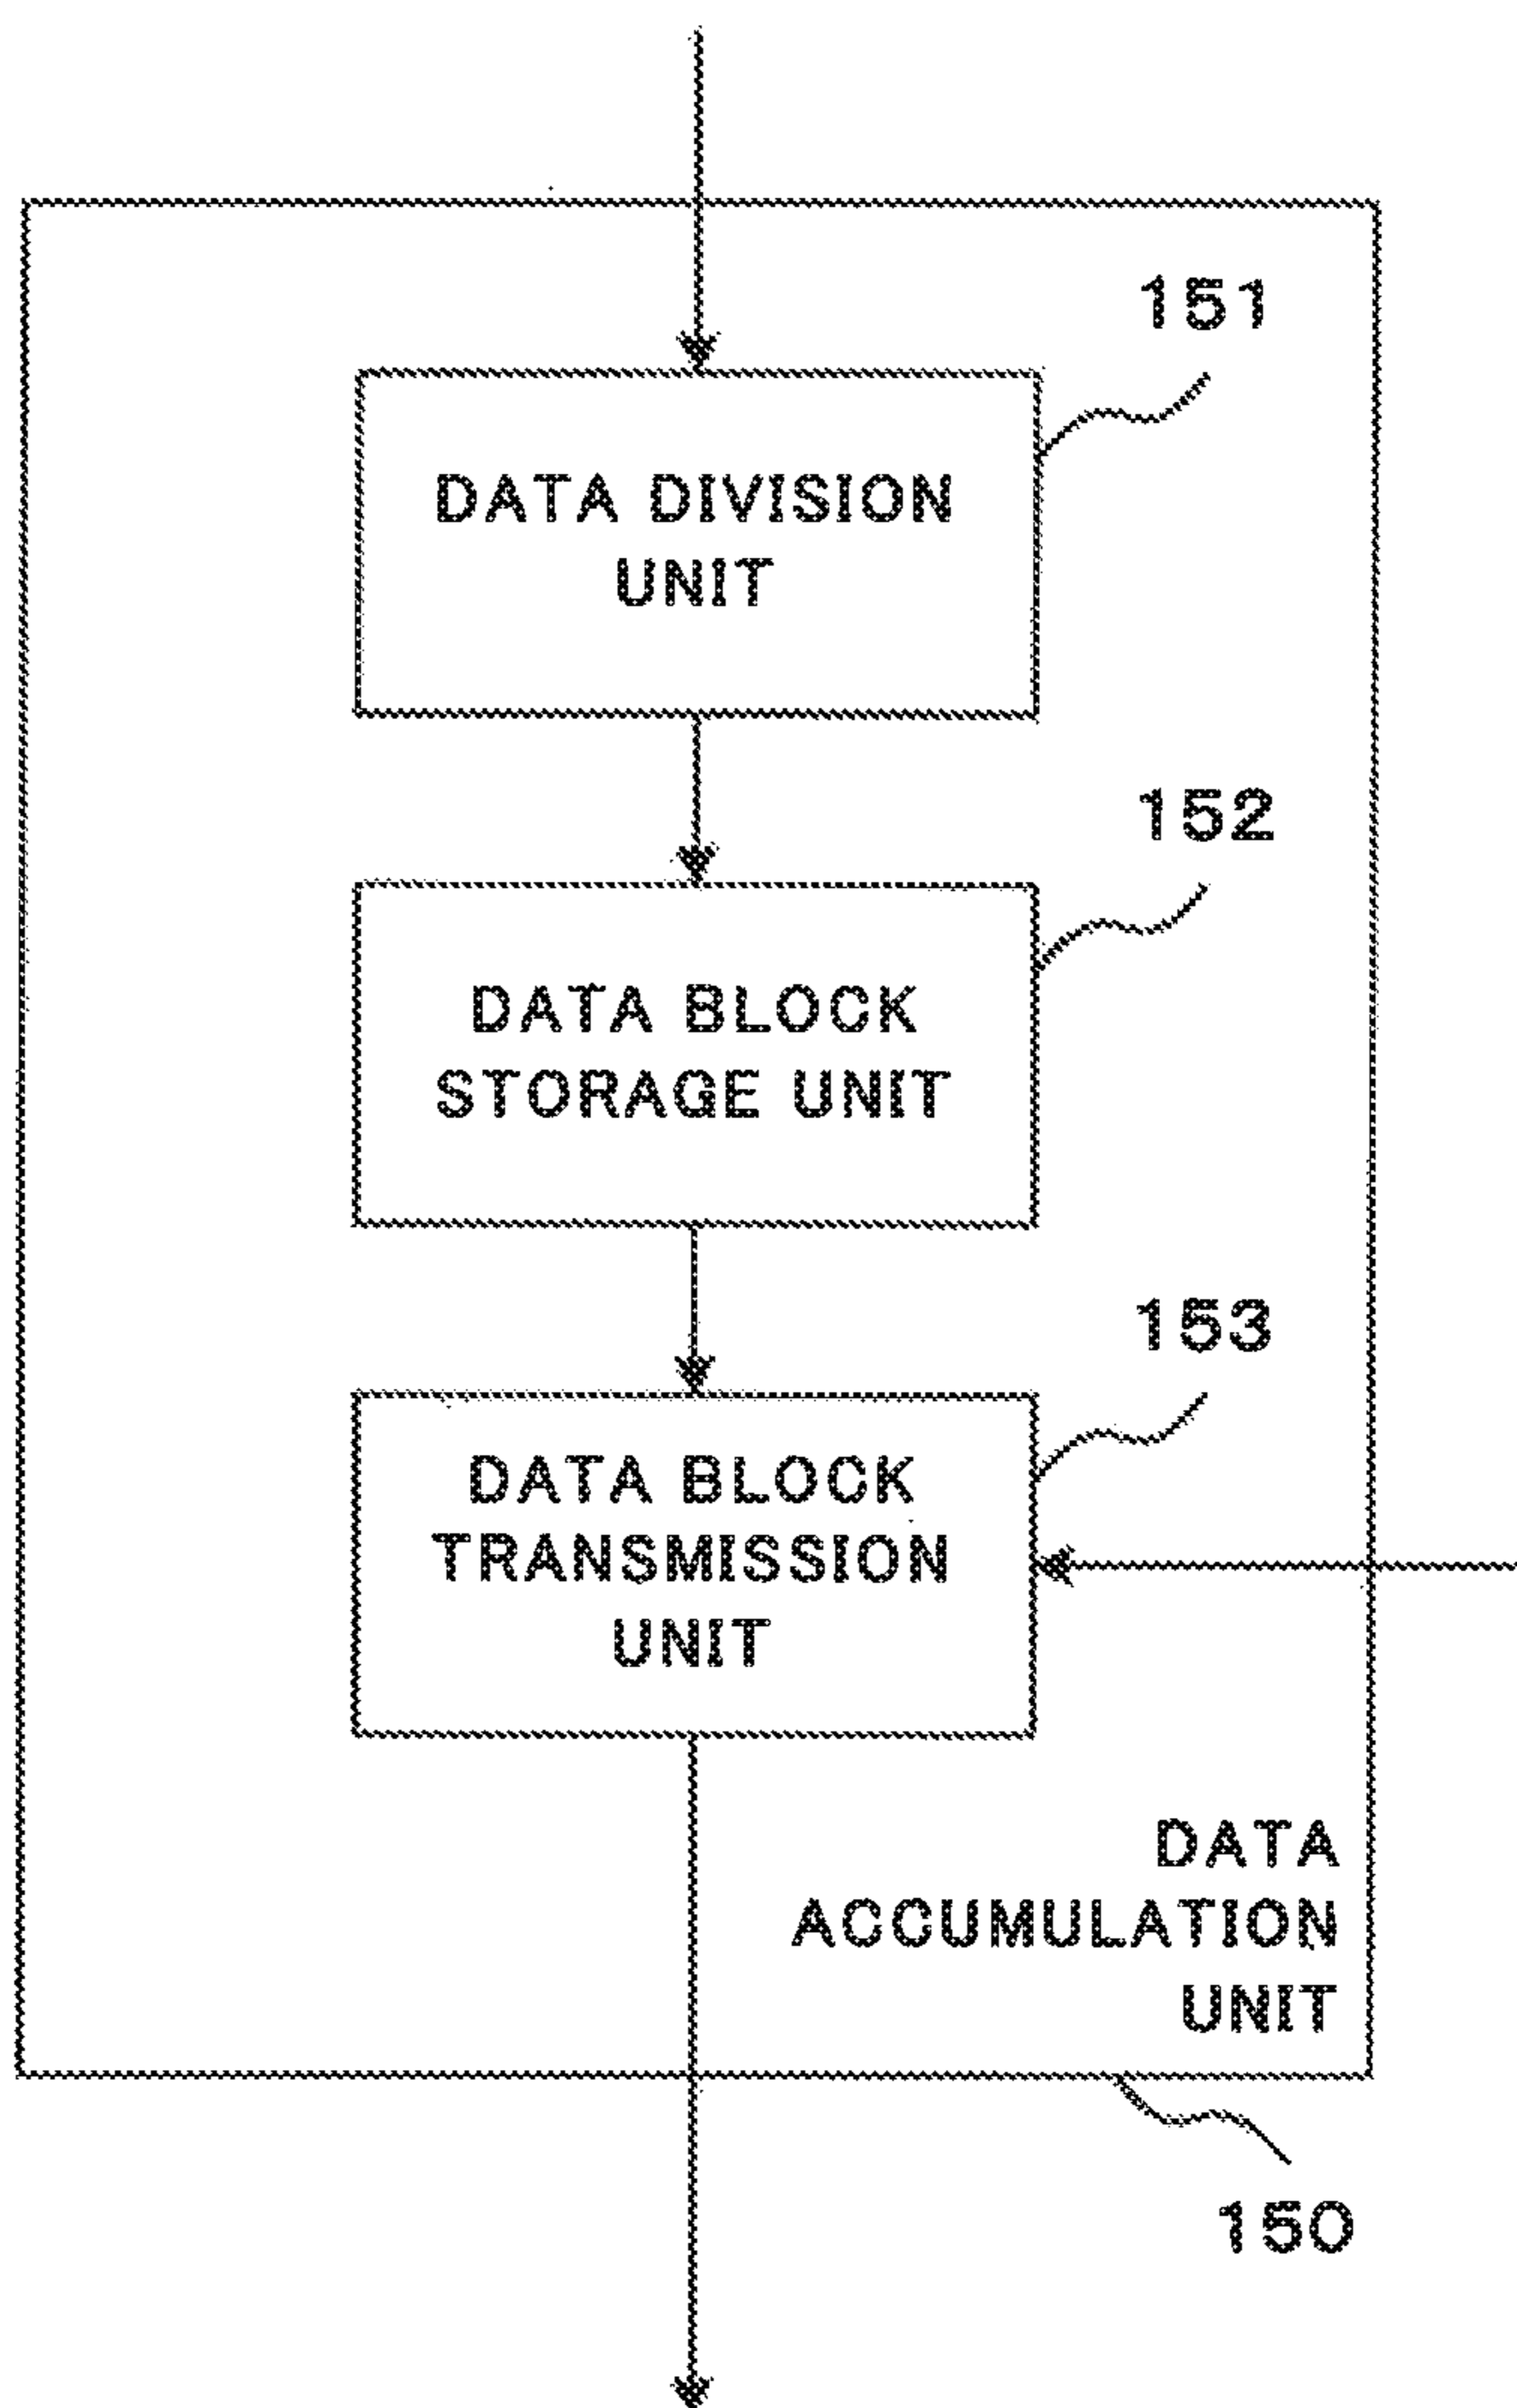 151
DATA DIVISION
UNIT
152
DATA BLOCK
STORAGE UNIT
153
DATA BLOCK
TRANSMISSION
UNIT
DATA
ACCUMULATION
UNIT
150